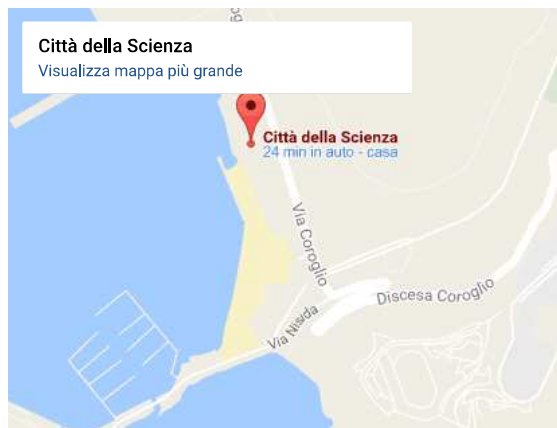 Città della Scienza
Visualizza mappa più grande
Città della Scienza
24 min in auto - casa
Via Coroglio
Discesa Coroglio
Via Nisida